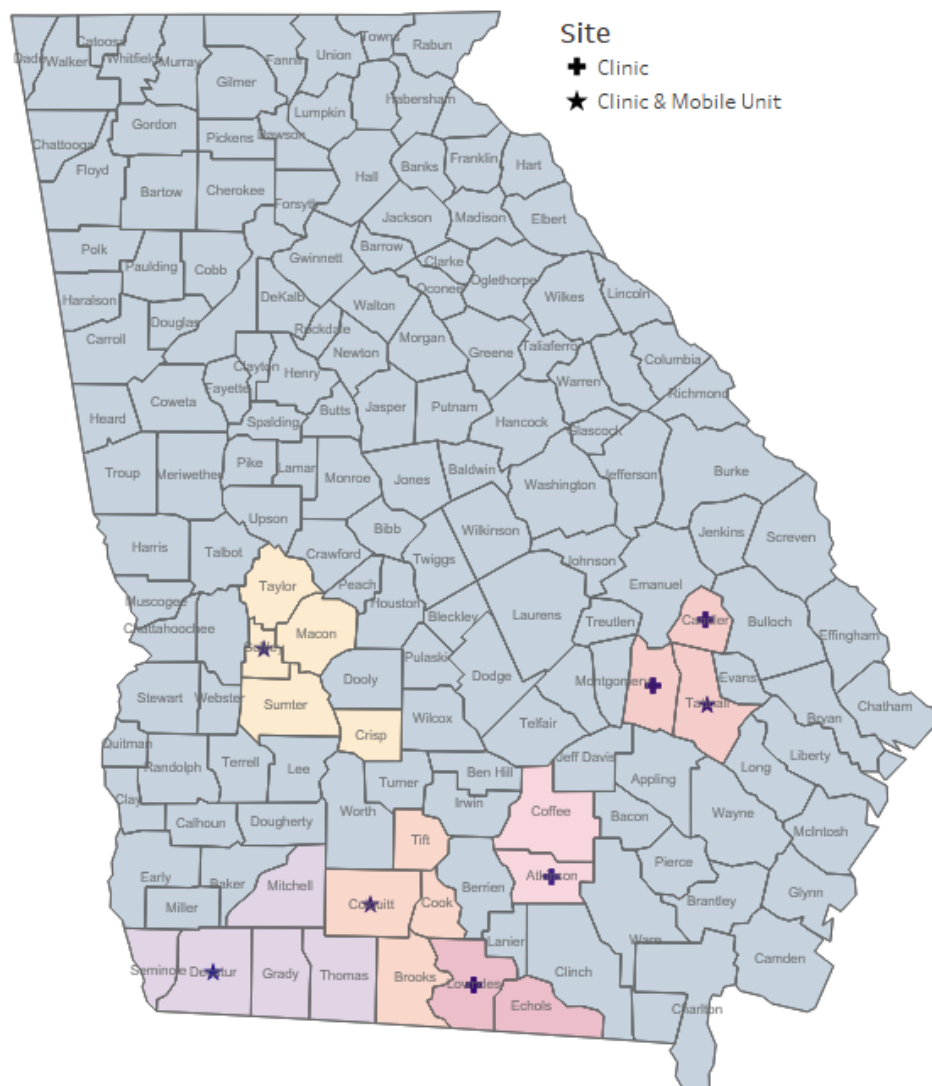 Site
Clinic
Clinic & Mobile Unit
Towns
Rabun
Catoosa
Union
Fannin
Dade
Walker
Whitfield
Murray
Gilmer
Habersham
Lumpkin
Gordon
Dawson
Pickens
Chattooga
Franklin
Hart
Banks
Floyd
Hall
Bartow
Cherokee
Forsyth
Jackson
Madison
Elbert
Polk
Barrow
Gwinnett
Clarke
Paulding
Cobb
Oglethorpe
Oconee
Haralson
DeKalb
Walton
Wilkes
Lincoln
Douglas
Rockdale
Carroll
Morgan
Taliaferro
Newton
Greene
Columbia
Clayton
Henry
Warren
Fayette
Richmond
Coweta
Butts
Jasper
Putnam
Heard
Spalding
Hancock
Glascock
Pike
Lamar
Baldwin
Troup
Meriwether
Monroe
Jones
Jefferson
Burke
Washington
Upson
Bibb
Wilkinson
Jenkins
Screven
Harris
Talbot
Crawford
Twiggs
Johnson
Taylor
Peach
Emanuel
Muscogee
Houston
Bleckley
Laurens
Candler
Effingham
Chattahoochee
Macon
Treutlen
Bulloch
Schley
Pulaski
Dodge
Evans
Dooly
Montgomery
Stewart
Webster
Sumter
Tattnall
Chatham
Wilcox
Telfair
Bryan
Crisp
Quitman
Randolph
Terrell
Lee
Jeff Davis
Liberty
Long
Ben Hill
Turner
Appling
Clay
Irwin
Worth
Coffee
Wayne
Calhoun
Dougherty
Bacon
McIntosh
Tift
Pierce
Early
Baker
Mitchell
Berrien
Atkinson
Glynn
Miller
Colquitt
Cook
Brantley
Lanier
Ware
Camden
Seminole
Decatur
Grady
Thomas
Brooks
Lowndes
Clinch
Echols
Charlton